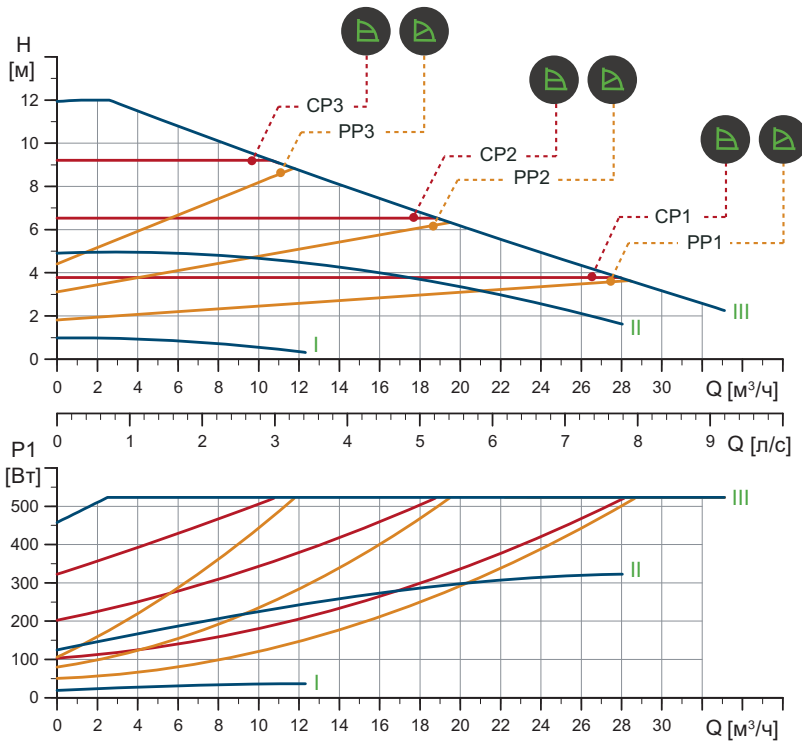 H
[м]
12
10
8
6
4
2
0
CP3
PP3
CP2
PP2
CP1
PP1
I
II
III
0 2 4 6 8 10 12 14 16 18 20 22 24 26 28 30 Q [м³/ч]
0 1 2 3 4 5 6 7 8 9 Q [л/с]
P1
[Вт]
500
400
300
200
100
0
III
II
I
0 2 4 6 8 10 12 14 16 18 20 22 24 26 28 30 Q [м³/ч]